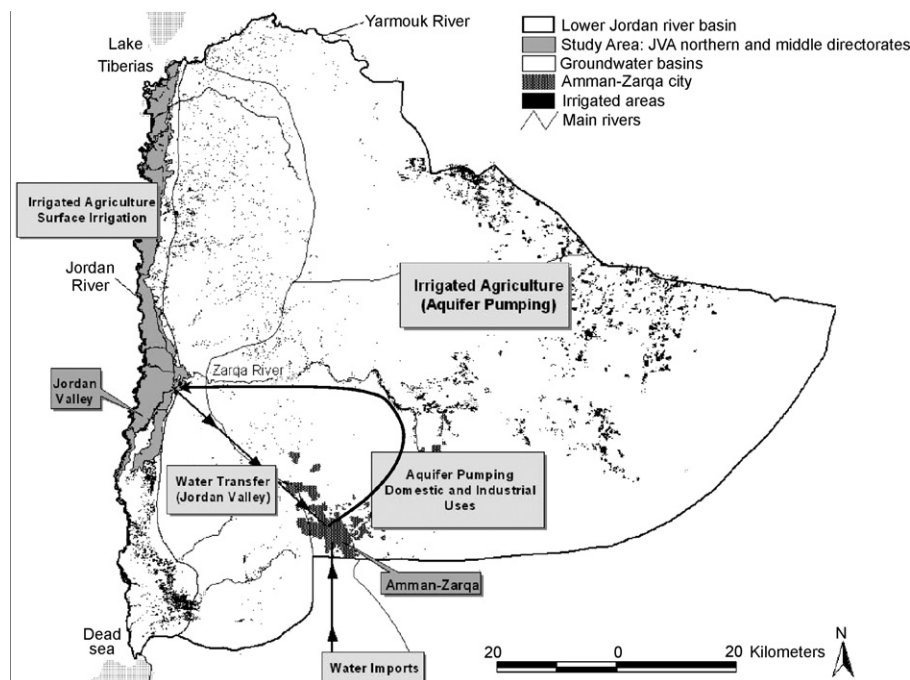 Yarmouk River
Lake
Tiberias
Lower Jordan river basin
Study Area: JVA northern and middle directorates
Groundwater basins
Amman-Zarqa city
Irrigated areas
Main rivers
Irrigated Agriculture
Surface Irrigation
Jordan
River
Irrigated Agriculture
(Aquifer Pumping)
Zarqa River
Jordan
Valley
Water Transfer
(Jordan Valley)
Aquifer Pumping
Domestic and Industrial
Uses
Amman-Zarqa
Dead
sea
Water Imports
20 0 20 Kilometers
N